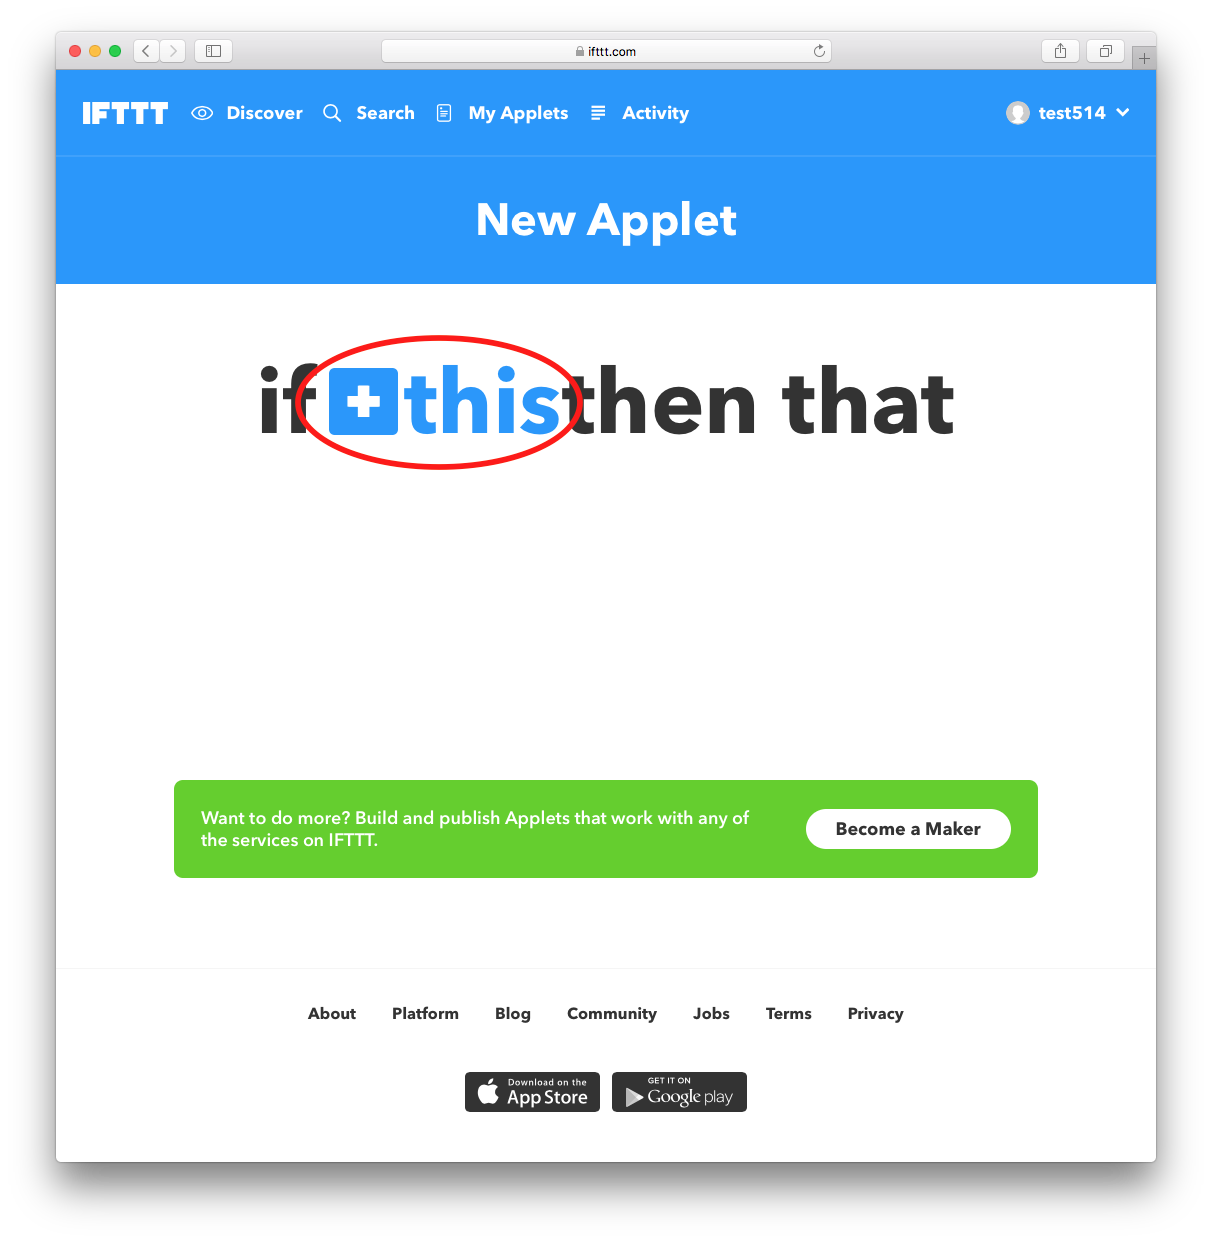 ifttt.com
IFTTT Discover Search My Applets Activity test514
New Applet
if this then that
Want to do more? Build and publish Applets that work with any of
the services on IFTTT.
Become a Maker
About Platform Blog Community Jobs Terms Privacy
Download on the
App Store
GET IT ON
Google play